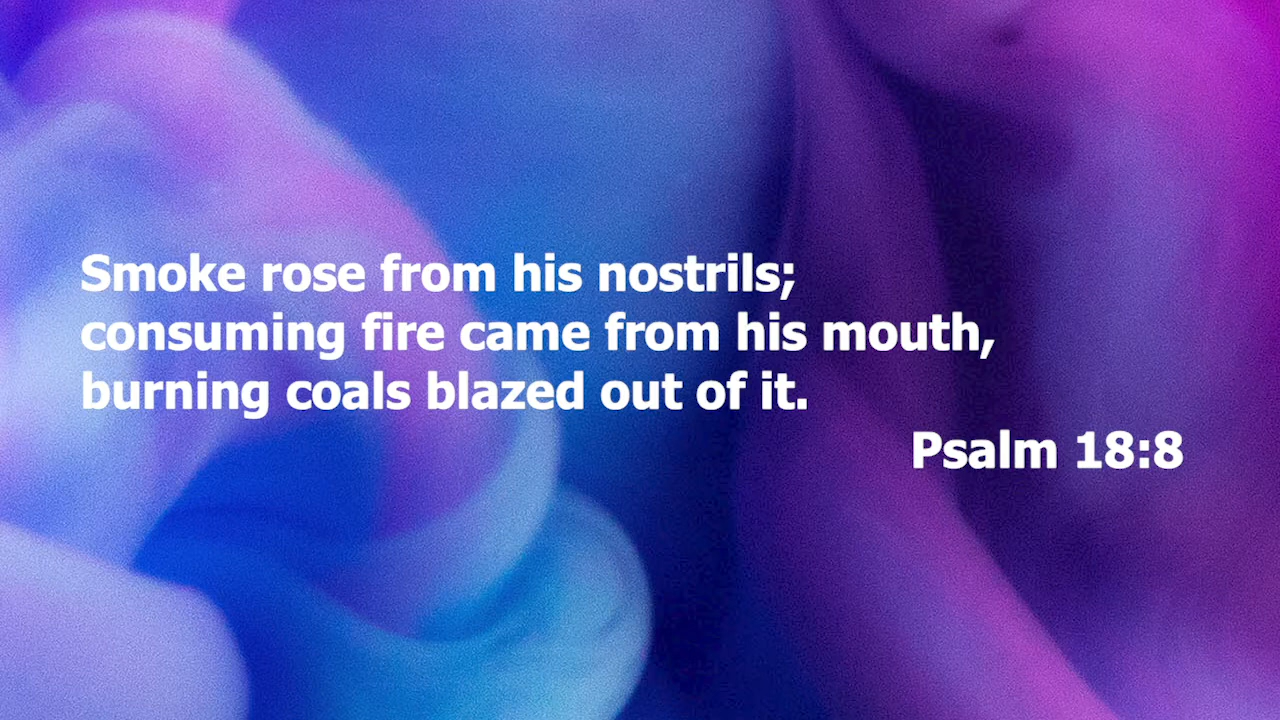 Smoke rose from his nostrils;
consuming fire came from his mouth,
burning coals blazed out of it.
Psalm 18:8